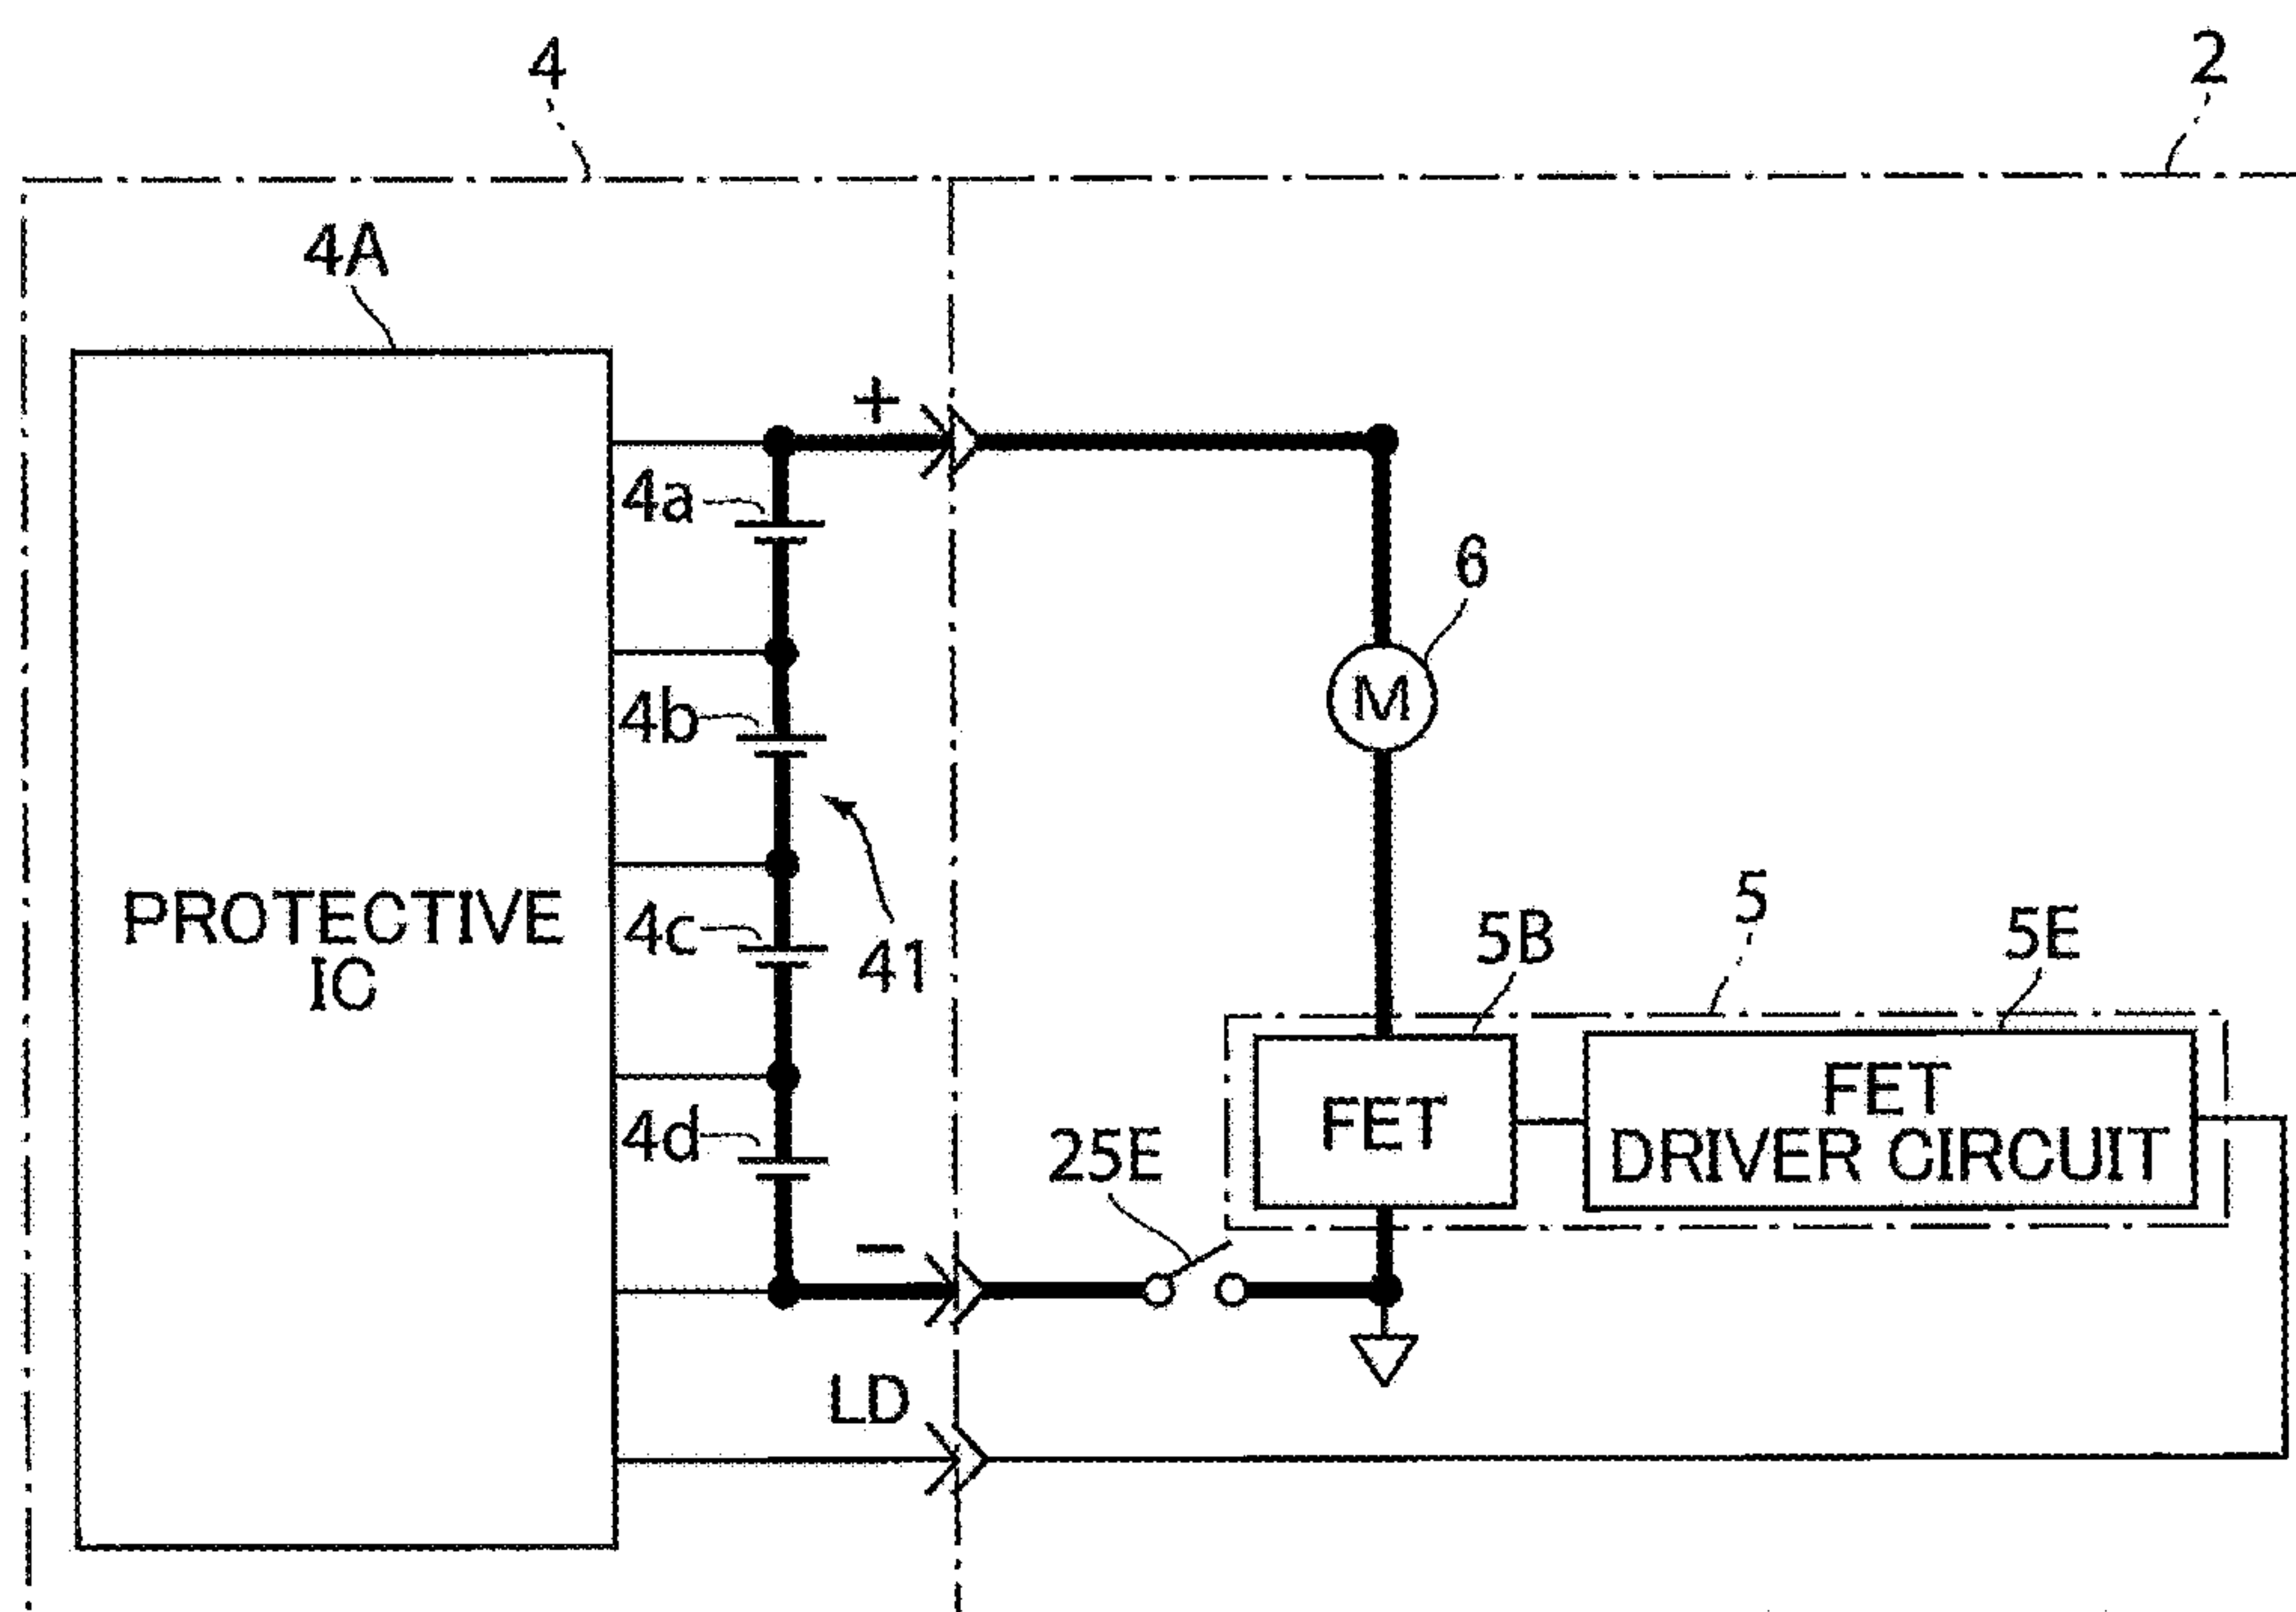 4
2
4A
+
4a
6
4b
PROTECTIVE
IC
4c
41
5
5B
5E
FET
FET
DRIVER CIRCUIT
4d
25E
−
LD
M